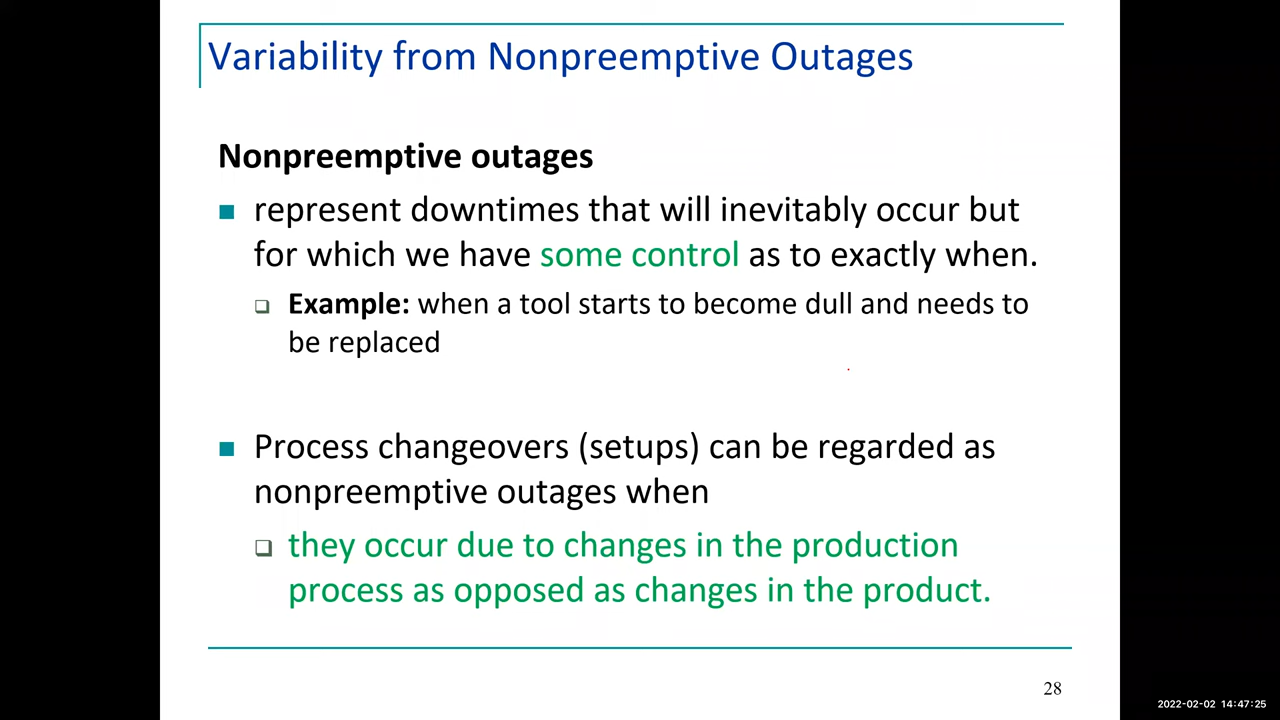 Variability from Nonpreemptive Outages
Nonpreemptive outages
represent downtimes that will inevitably occur but
for which we have some control as to exactly when.
Example: when a tool starts to become dull and needs to
be replaced
Process changeovers (setups) can be regarded as
nonpreemptive outages when
they occur due to changes in the production
process as opposed as changes in the product.
28
2022-02-02 14:47:25